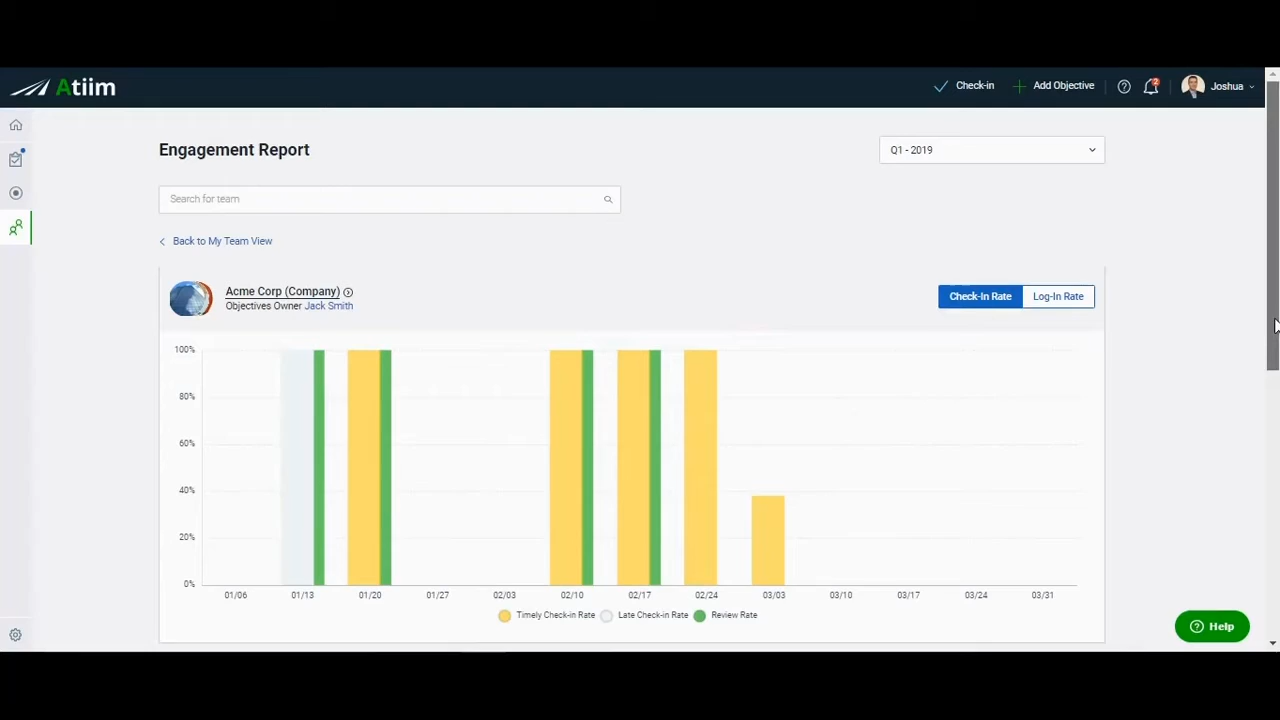 Atiim
Check-in
Add Objective
2
Joshua
Engagement Report
Q1 - 2019
Search for team
Back to My Team View
Acme Corp (Company)
Objectives Owner Jack Smith
Check-In Rate
Log-In Rate
100%
80%
60%
40%
20%
0%
01/06 01/13 01/20 01/27 02/03 02/10 02/17 02/24 03/03 03/10 03/17 03/24 03/31
Timely Check-in Rate Late Check-in Rate Review Rate
Help